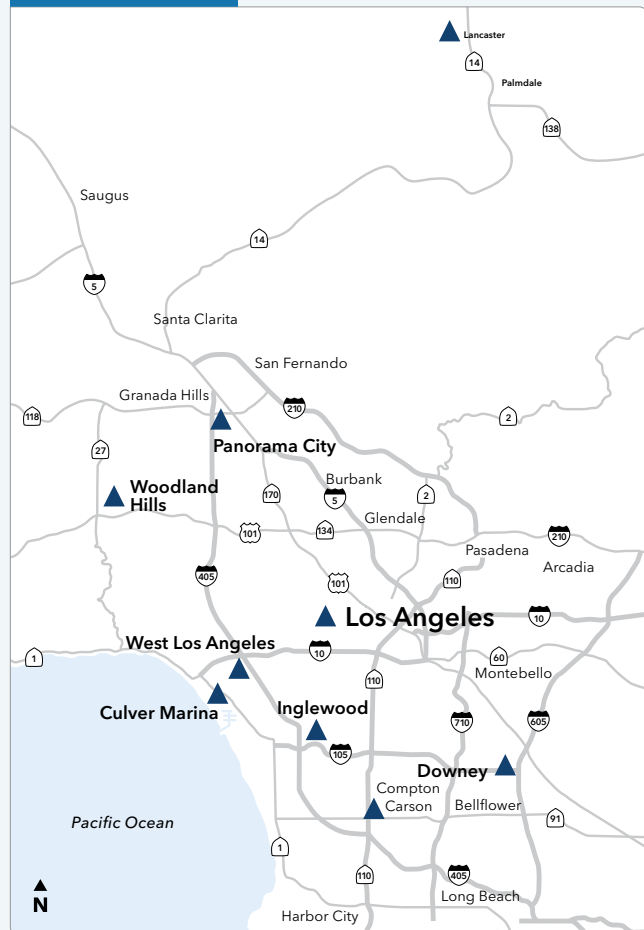 Lancaster
14
Palmdale
138
Saugus
14
5
Santa Clarita
San Fernando
Granada Hills
210
118
2
Panorama City
27
Burbank
Woodland
Hills
170
5
2
Glendale
101
134
210
Pasadena
Arcadia
405
110
101
Los Angeles
10
West Los Angeles
10
1
60
Montebello
110
Culver Marina
Inglewood
710
605
105
Downey
Compton
Carson
Bellflower
Pacific Ocean
91
1
110
405
N
Long Beach
Harbor City